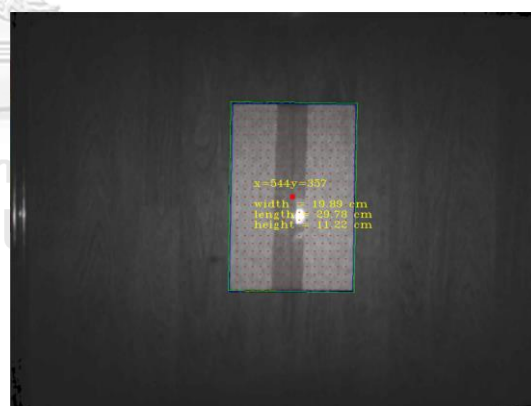 x=544y=357
width = 19.89 cm
length= 29.78 cm
height = 11.22 cm